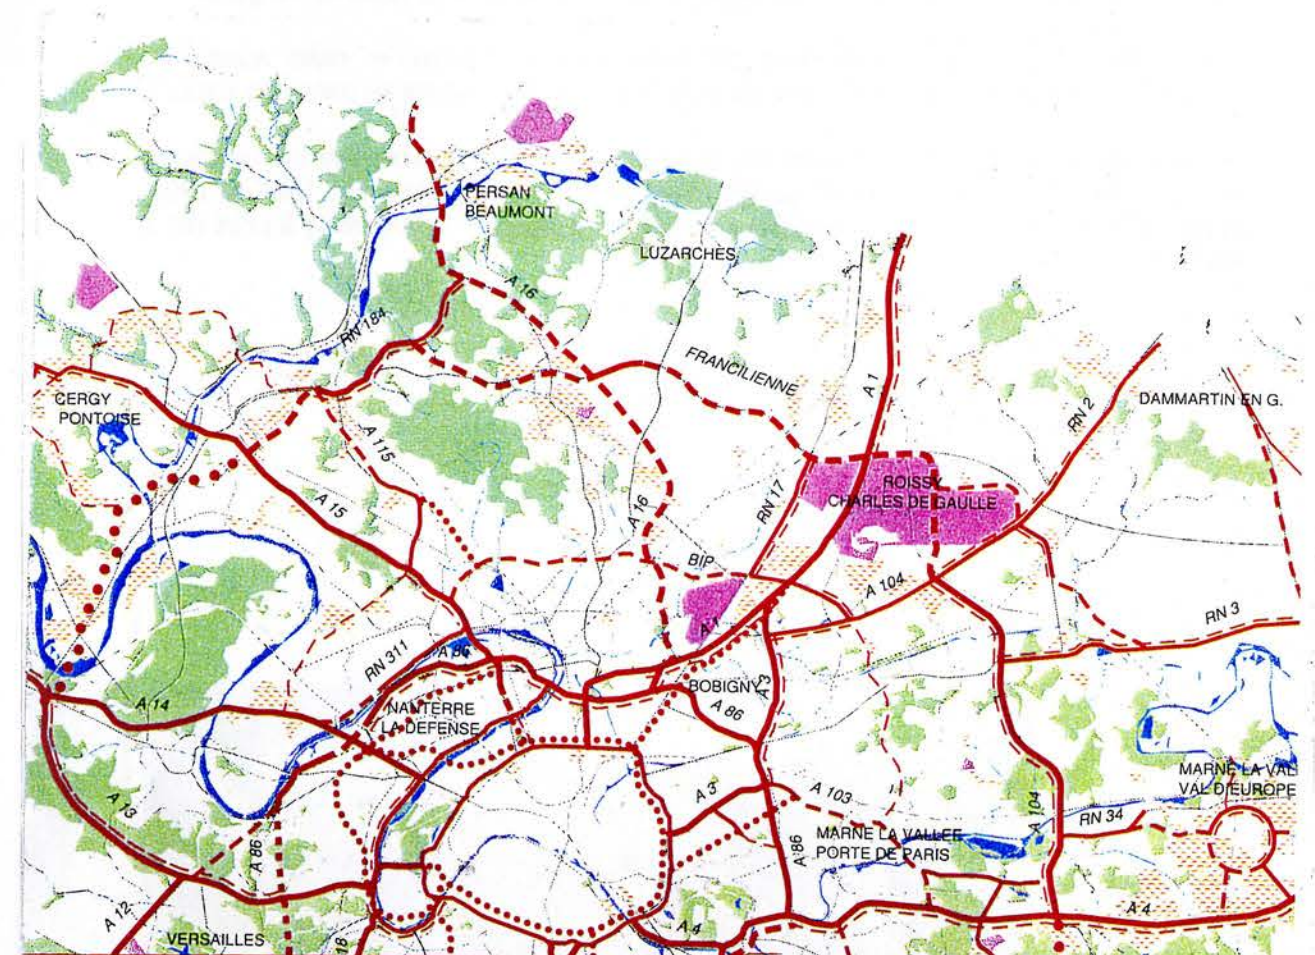 PERSAN
BEAUMONT
LUZARCHES
A 16
RN 184
FRANCILIENNE
A 1
RN 2
DAMMARTIN EN G.
CERGY
PONTOISE
A 115
A 15
A 16
RN 17
ROISSY
CHARLES DE GAULLE
BIP
A 104
RN 3
A 1
RN 311
A 86
BOBIGNY
A 3
A 86
A 14
NANTERRE
LA DEFENSE
MARNE LA VAL
VAL D'EUROPE
A 13
A 3
A 103
A 104
RN 34
A 86
MARNE LA VALLEE
PORTE DE PARIS
A 86
A 12
VERSAILLES
18
A 4
A 4